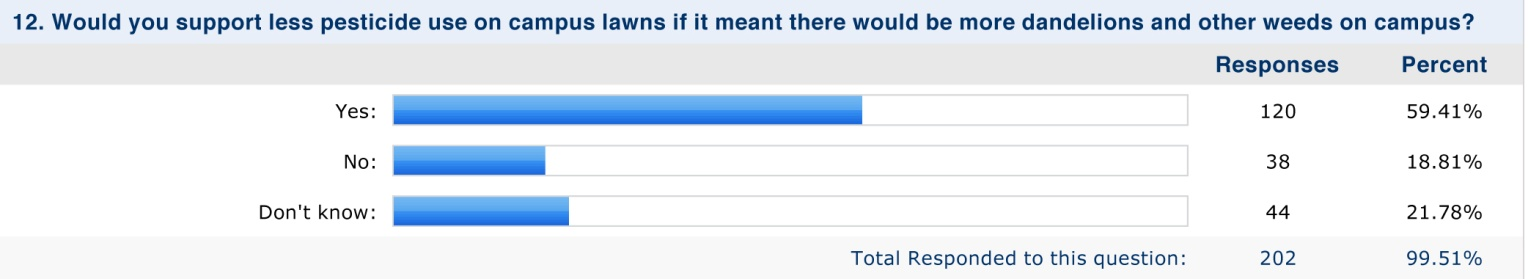 12. Would you support less pesticide use on campus lawns if it meant there would be more dandelions and other weeds on campus?
Responses Percent
Yes: 120 59.41%
No: 38 18.81%
Don't know: 44 21.78%
Total Responded to this question: 202 99.51%